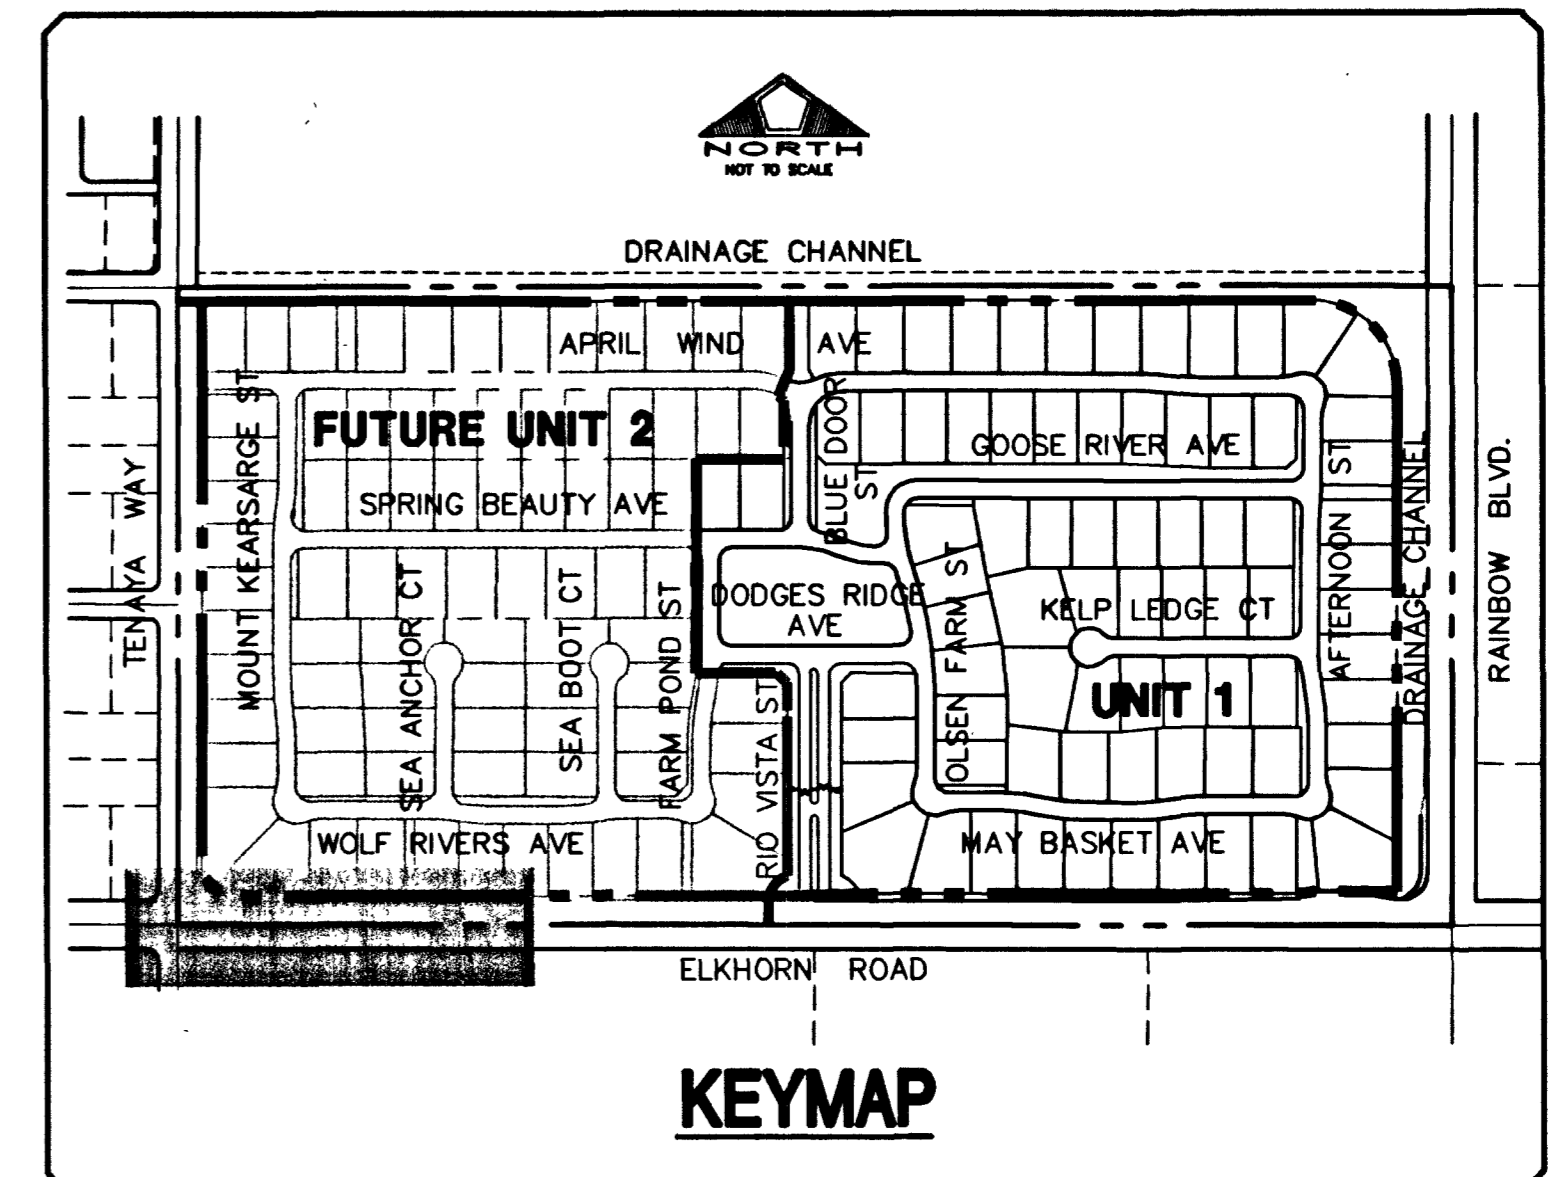 NORTH
NOT TO SCALE
DRAINAGE CHANNEL
APRIL WIND AVE
FUTURE UNIT 2
SPRING BEAUTY AVE
GOOSE RIVER AVE
BLUE DOOR
ST
TENAYA WAY
MOUNT KEARSARGE ST
SEA ANCHOR CT
SEA BOOT CT
FARM POND ST
DODGES RIDGE
AVE
OLSEN FARM ST
KELP LEDGE CT
UNIT 1
AFTERNOON ST
DRAINAGE CHANNEL
RAINBOW BLVD.
RIO VISTA ST
WOLF RIVERS AVE
MAY BASKET AVE
ELKHORN ROAD
KEYMAP